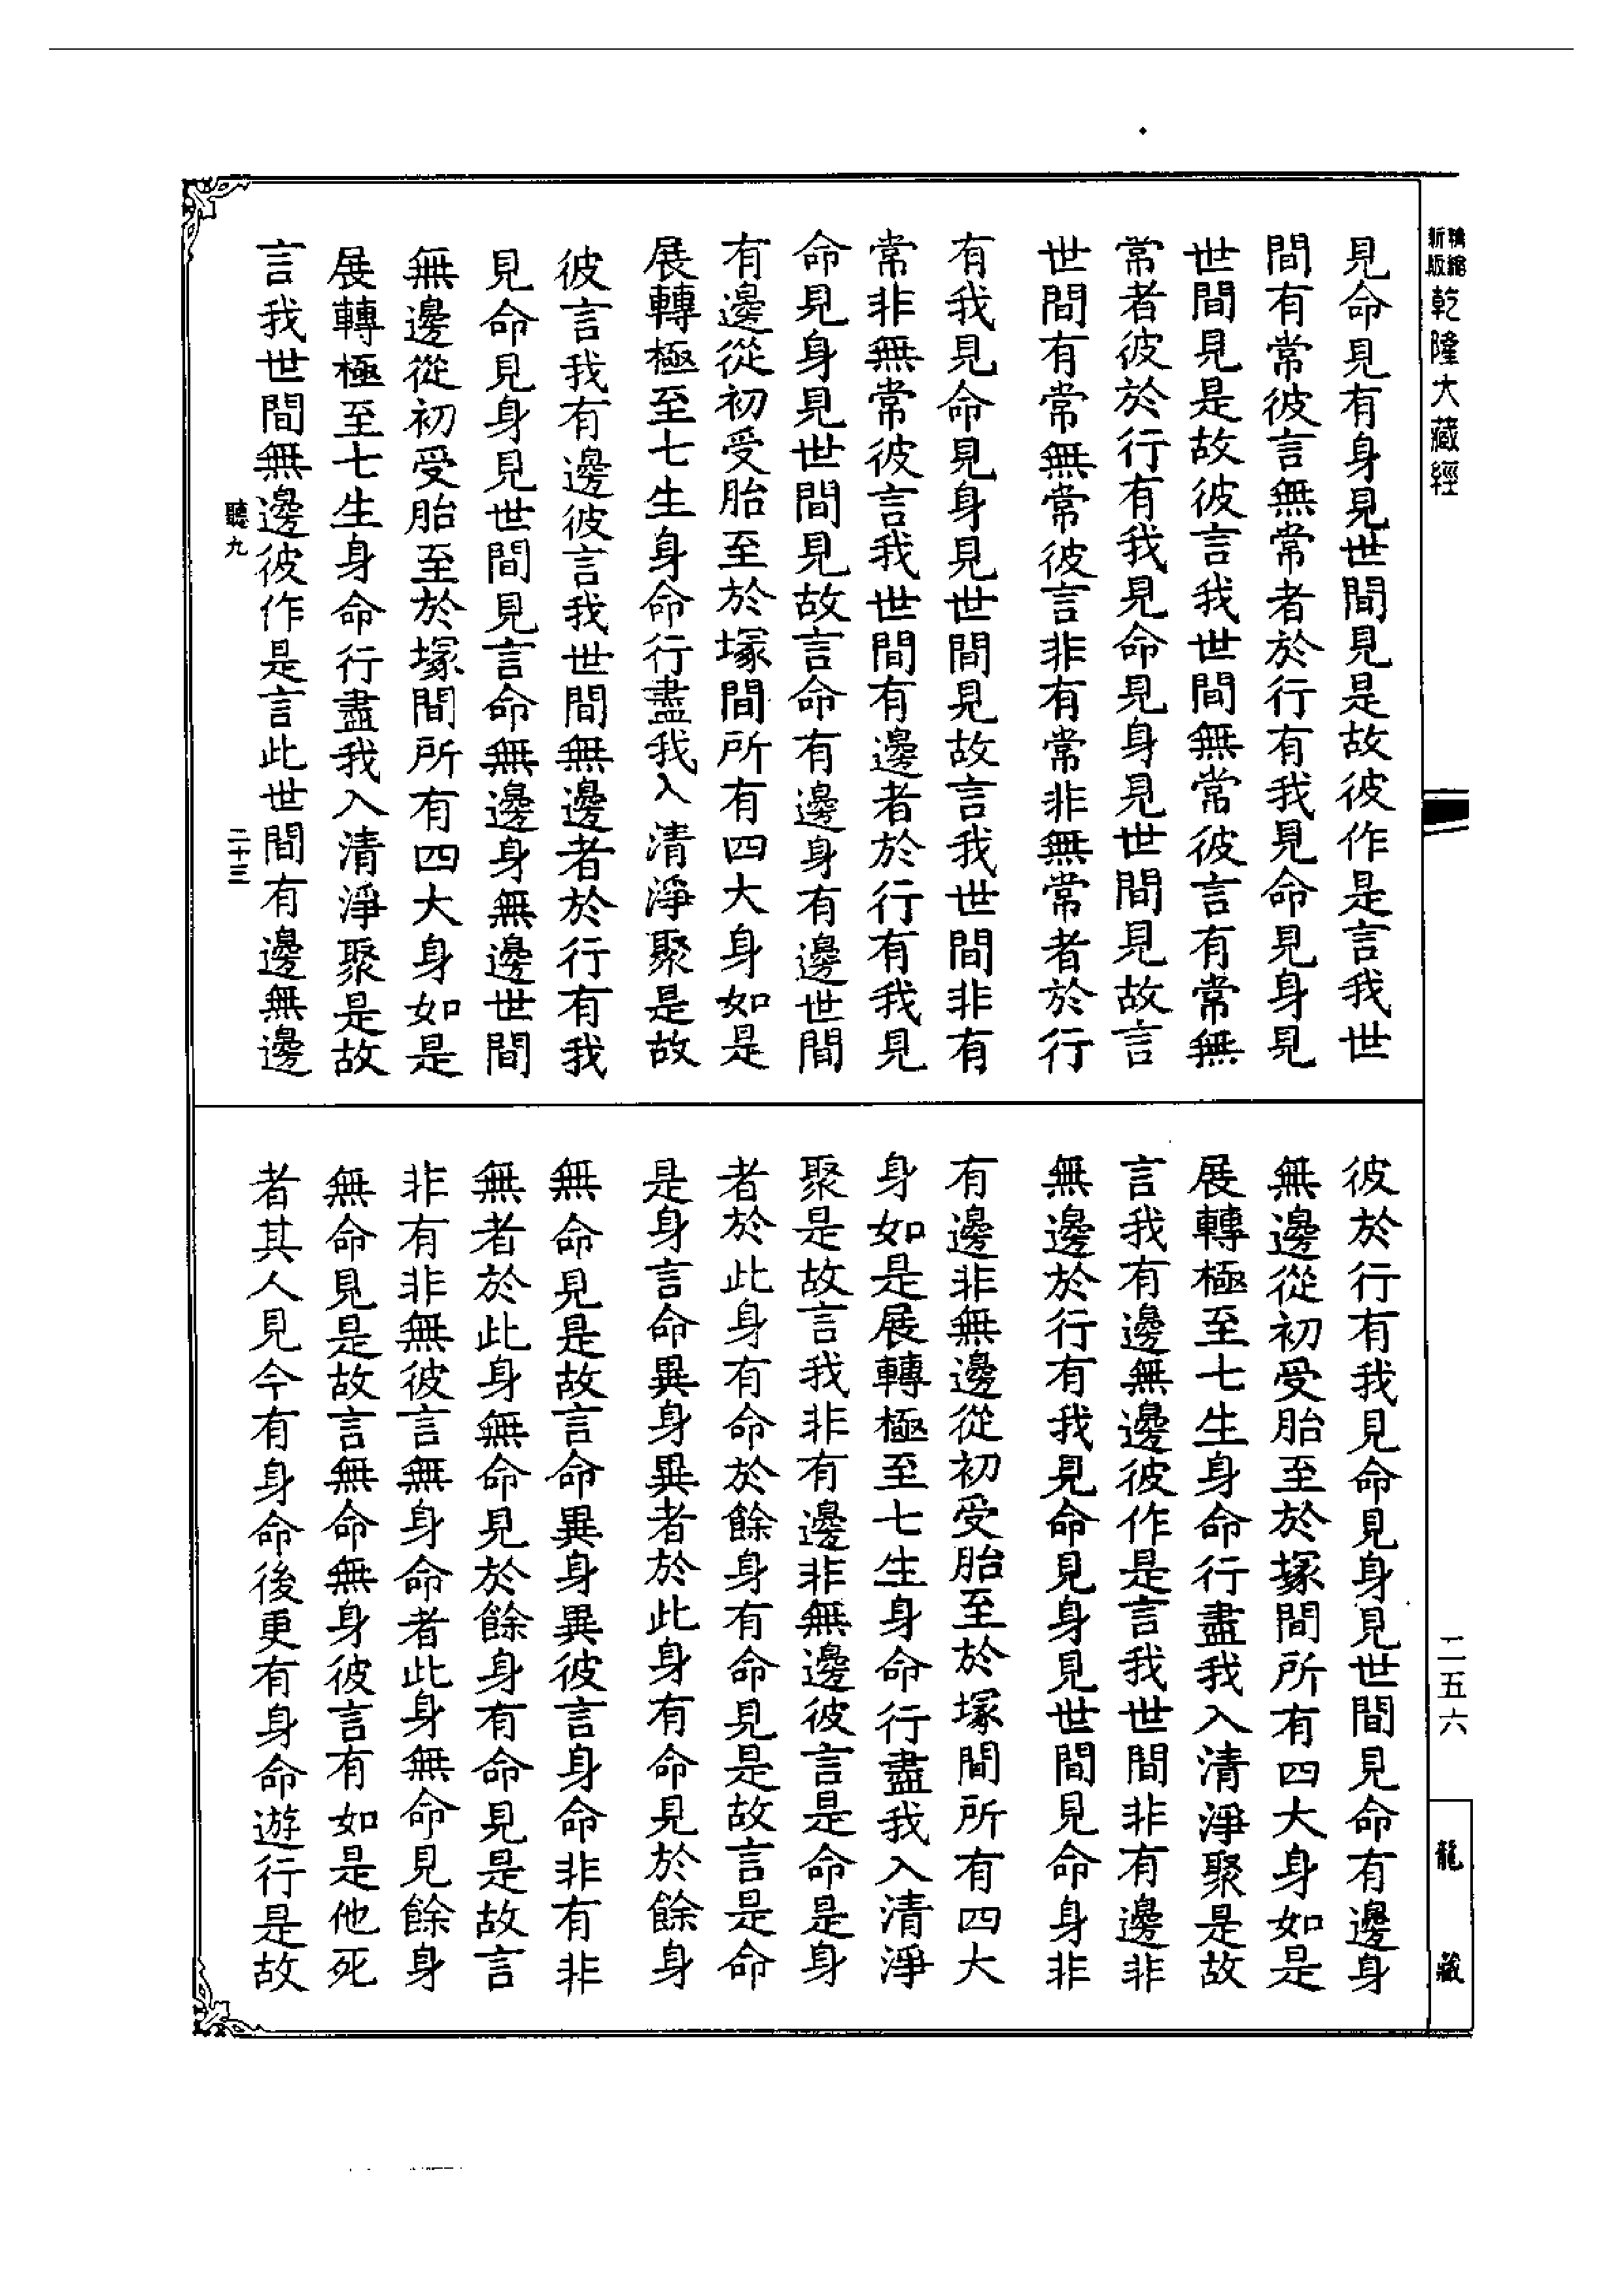 精縮
新版
乾隆大藏經
見命見有身見世間見是故彼作是言我世
間有常彼言無常者於行有我見命見身見
世間見是故彼言我世間無常彼言有常無
常者彼於行有我見命見身見世間見故言
世間有常無常彼言非有常非無常者於行
有我見命見身見世間見故言我世間非有
常非無常彼言我世間有邊者於行有我見
命見身見世間見故言命有邊身有邊世間
有邊從初受胎至於塚間所有四大身如是
展轉極至七生身命行盡我入清淨聚是故
彼言我有邊彼言我世間無邊者於行有我
見命見身見世間見言命無邊身無邊世間
無邊從初受胎至於塚間所有四大身如是
展轉極至七生身命行盡我入清淨聚是故
言我世間無邊彼作是言此世間有邊無邊
聽九
二十三
彼於行有我見命見身見世間見命有邊身
無邊從初受胎至於塚間所有四大身如是
展轉極至七生身命行盡我入清淨聚是故
言我有邊無邊彼作是言我世間非有邊非
無邊於行有我見命見身見世間見命身非
有邊非無邊從初受胎至於塚間所有四大
身如是展轉極至七生身命行盡我入清淨
聚是故言我非有邊非無邊彼言是命是身
者於此身有命於餘身有命見是故言是命
是身言命異身異者於此身有命見於餘身
無命見是故言命異身異彼言身命非有非
無者於此身無命見於餘身有命見是故言
非有非無彼言無身命者此身無命見餘身
無命見是故言無命無身彼言有如是他死
者其人見今有身命後更有身命遊行是故
二五六
龍藏